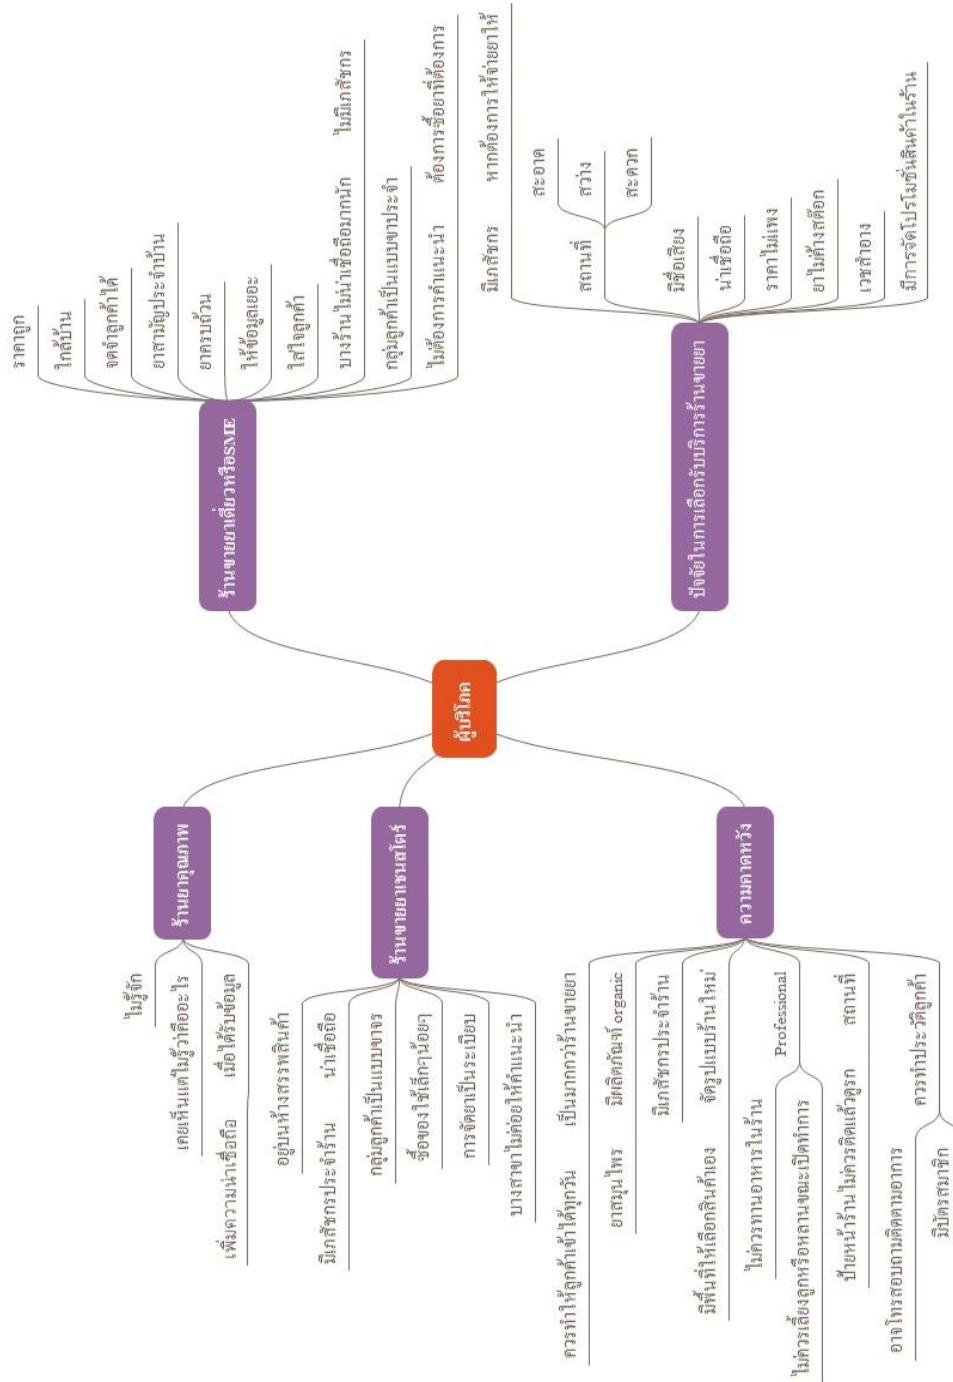 ผู้บริโภค
ร้านยาคุณภาพ
ไม่รู้จัก
เคยเห็นแต่ไม่รู้ว่าคืออะไร
เมื่อได้รับข้อมูล
เพิ่มความน่าเชื่อถือ
ร้านขายยาเชนสโตร์
อยู่บนห้างสรรพสินค้า
น่าเชื่อถือ
มีเภสัชกรประจำร้าน
กลุ่มลูกค้าเป็นแบบขาจร
ซื้อของใช้เล็กๆน้อยๆ
การจัดยาเป็นระเบียบ
บางสาขาไม่ค่อยให้คำแนะนำ
ความคาดหวัง
เป็นมากกว่าร้านขายยา
ควรทำให้ลูกค้าเข้าได้ทุกวัน
มีผลิตภัณฑ์ organic
ยาสมุนไพร
มีเภสัชกรประจำร้าน
จัดรูปแบบร้านใหม่
มีพื้นที่ให้เลือกสินค้าเอง
Professional
ไม่ควรทานอาหารในร้าน
ไม่ควรเลี้ยงลูกหรือหลานขณะเปิดทำการ
สถานที่
ป้ายหน้าร้านไม่ควรติดแล้วดูรก
ควรทำประวัติลูกค้า
อาจโทรสอบถามติดตามอาการ
มีบัตรสมาชิก
ร้านขายยาเดี่ยวหรือSME
ราคาถูก
ใกล้บ้าน
จดจำลูกค้าได้
ยาสามัญประจำบ้าน
ยาครบถ้วน
ให้ข้อมูลเยอะ
ใส่ใจลูกค้า
บางร้านไม่น่าเชื่อถือมากนัก
ไม่มีเภสัชกร
กลุ่มลูกค้าเป็นแบบขาประจำ
ไม่ต้องการคำแนะนำ
ต้องการซื้อยาที่ต้องการ
ปัจจัยในการเลือกรับบริการร้านขายยา
มีเภสัชกร
หากต้องการให้จ่ายยาให้
สถานที่
สะอาด
สว่าง
สะดวก
มีชื่อเสียง
น่าเชื่อถือ
ราคาไม่แพง
ยาไม่ค้างสต๊อก
เวชสำอาง
มีการจัดโปรโมชั่นสินค้าในร้าน